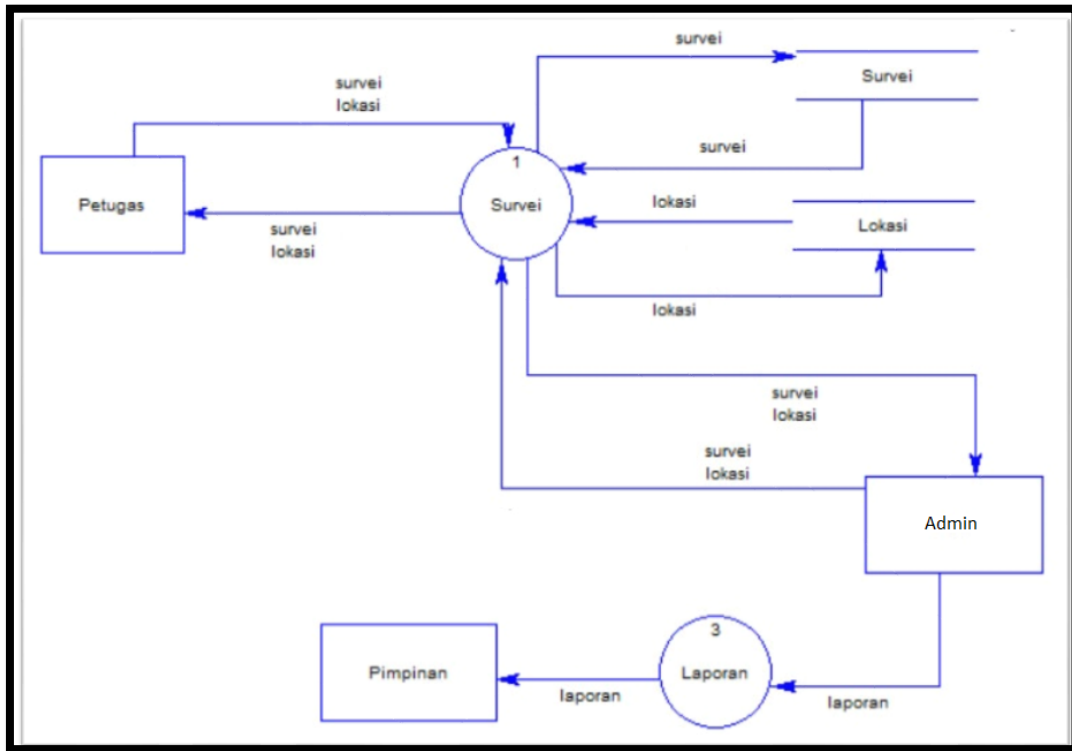 survei
Survei
survei
lokasi
survei
1
Survei
Petugas
lokasi
Lokasi
survei
lokasi
lokasi
survei
lokasi
survei
lokasi
Admin
3
Laporan
Pimpinan
laporan
laporan